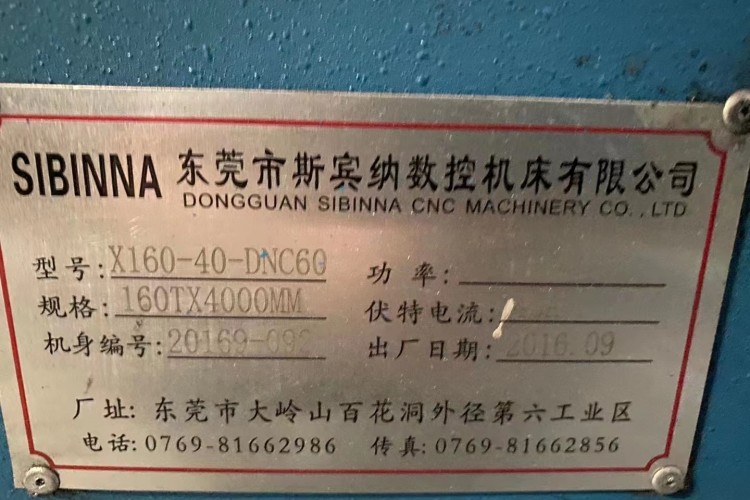 SIBINNA 东莞市斯宾纳数控机床有限公司
DONGGUAN SIBINNA CNC MACHINERY CO.,LTD
型号: X160-40-DNC60 功率:
规格: 160TX4000MM 伏特电流:
机身编号: 20169-092 出厂日期: 2016.09
厂址: 东莞市大岭山百花洞外径第六工业区
电话: 0769-81662986 传真: 0769-81662856